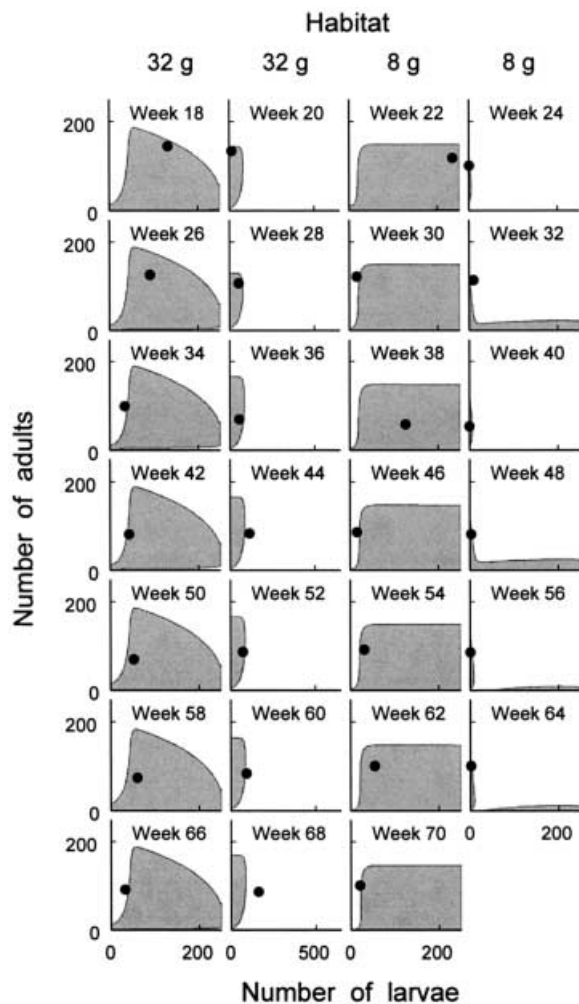 Habitat
32 g 32 g 8 g 8 g
Week 18 Week 20 Week 22 Week 24
200
0
Week 26 Week 28 Week 30 Week 32
200
0
Week 34 Week 36 Week 38 Week 40
200
0
Week 42 Week 44 Week 46 Week 48
200
0
Week 50 Week 52 Week 54 Week 56
200
0
Week 58 Week 60 Week 62 Week 64
200
0
0 200
Week 66 Week 68 Week 70
200
0
0 200 0 500 0 200
Number of larvae
Number of adults